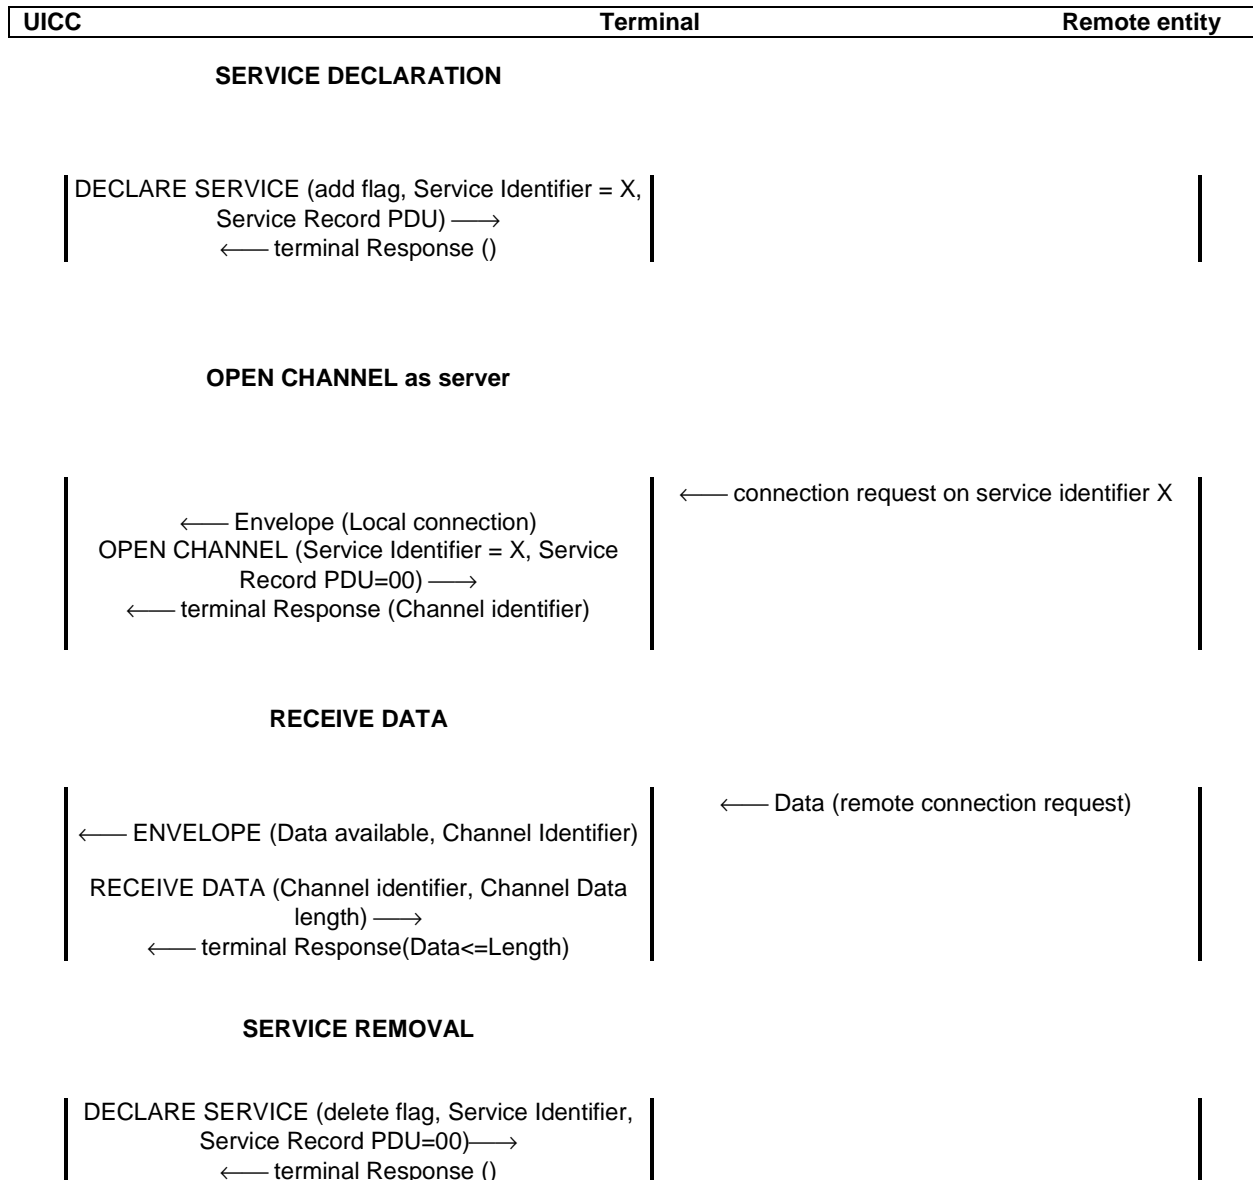 UICC Terminal Remote entity
SERVICE DECLARATION
DECLARE SERVICE (add flag, Service Identifier = X,
Service Record PDU) ⟶
⟵ terminal Response ()
OPEN CHANNEL as server
⟵ connection request on service identifier X
⟵ Envelope (Local connection)
OPEN CHANNEL (Service Identifier = X, Service
Record PDU=00) ⟶
⟵ terminal Response (Channel identifier)
RECEIVE DATA
⟵ Data (remote connection request)
⟵ ENVELOPE (Data available, Channel Identifier)
RECEIVE DATA (Channel identifier, Channel Data
length) ⟶
⟵ terminal Response(Data<=Length)
SERVICE REMOVAL
DECLARE SERVICE (delete flag, Service Identifier,
Service Record PDU=00)⟶
⟵ terminal Response ()